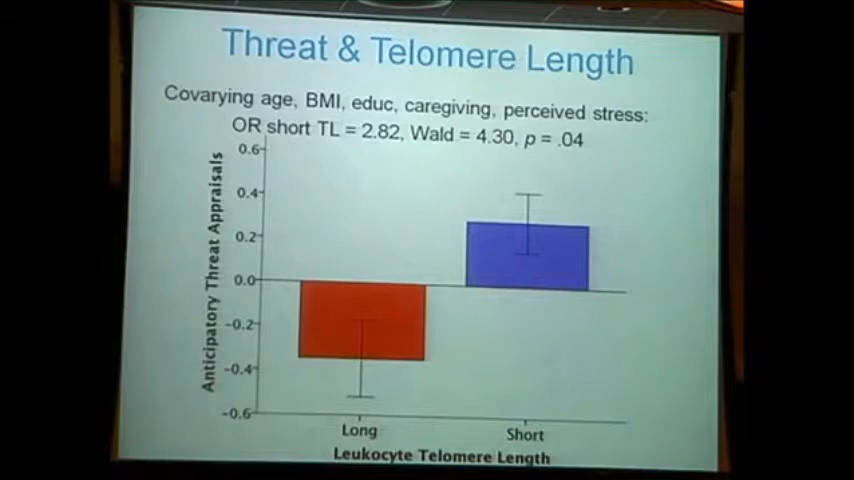 Threat & Telomere Length
Covarying age, BMI, educ, caregiving, perceived stress:
OR short TL = 2.82, Wald = 4.30, p = .04
Anticipatory Threat Appraisals
0.6
0.4
0.2
0.0
-0.2
-0.4
-0.6
Long
Short
Leukocyte Telomere Length